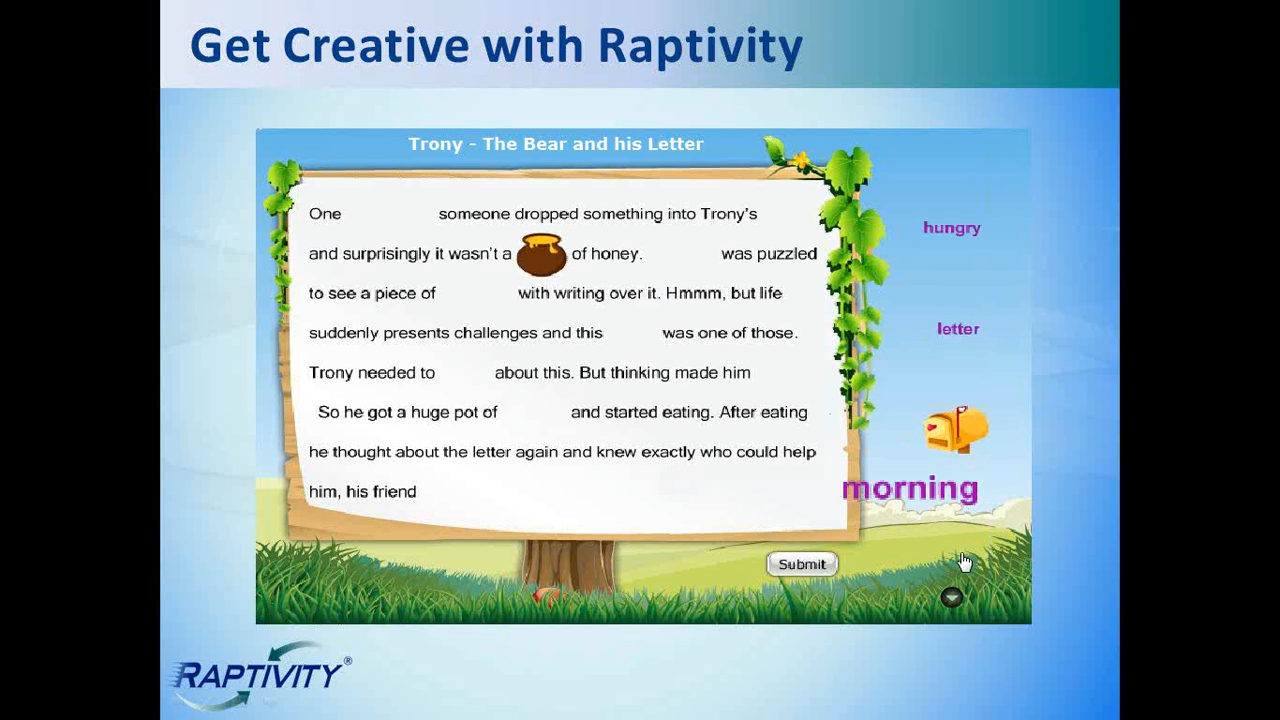 Get Creative with Raptivity
Trony - The Bear and his Letter
One someone dropped something into Trony's
and surprisingly it wasn't a of honey. was puzzled
to see a piece of with writing over it. Hmmm, but life
suddenly presents challenges and this was one of those.
Trony needed to about this. But thinking made him
So he got a huge pot of and started eating. After eating
he thought about the letter again and knew exactly who could help
him, his friend
hungry
letter
morning
Submit
RAPTIVITY®